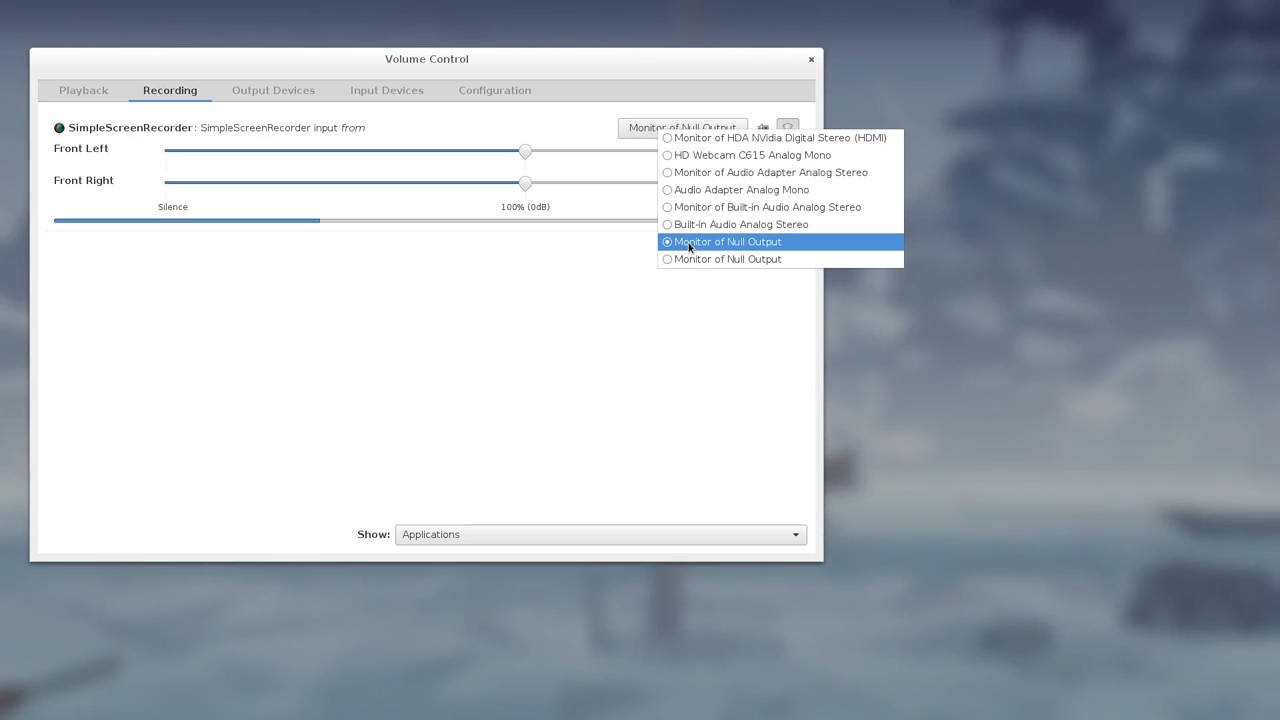 Volume Control
×
Playback Recording Output Devices Input Devices Configuration
SimpleScreenRecorder: SimpleScreenRecorder input from
Monitor of Null Output
Front Left
Front Right
Silence 100% (0dB)
Monitor of HDA NVidia Digital Stereo (HDMI)
HD Webcam C615 Analog Mono
Monitor of Audio Adapter Analog Stereo
Audio Adapter Analog Mono
Monitor of Built-in Audio Analog Stereo
Built-in Audio Analog Stereo
Monitor of Null Output
Monitor of Null Output
Show: Applications